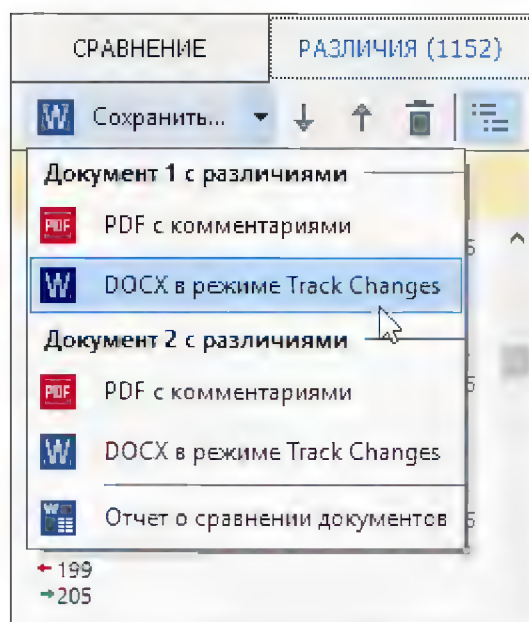 СРАВНЕНИЕ
РАЗЛИЧИЯ (1152)
Сохранить...
Документ 1 с различиями
PDF с комментариями
DOCX в режиме Track Changes
Документ 2 с различиями
PDF с комментариями
DOCX в режиме Track Changes
Отчет о сравнении документов
199
205